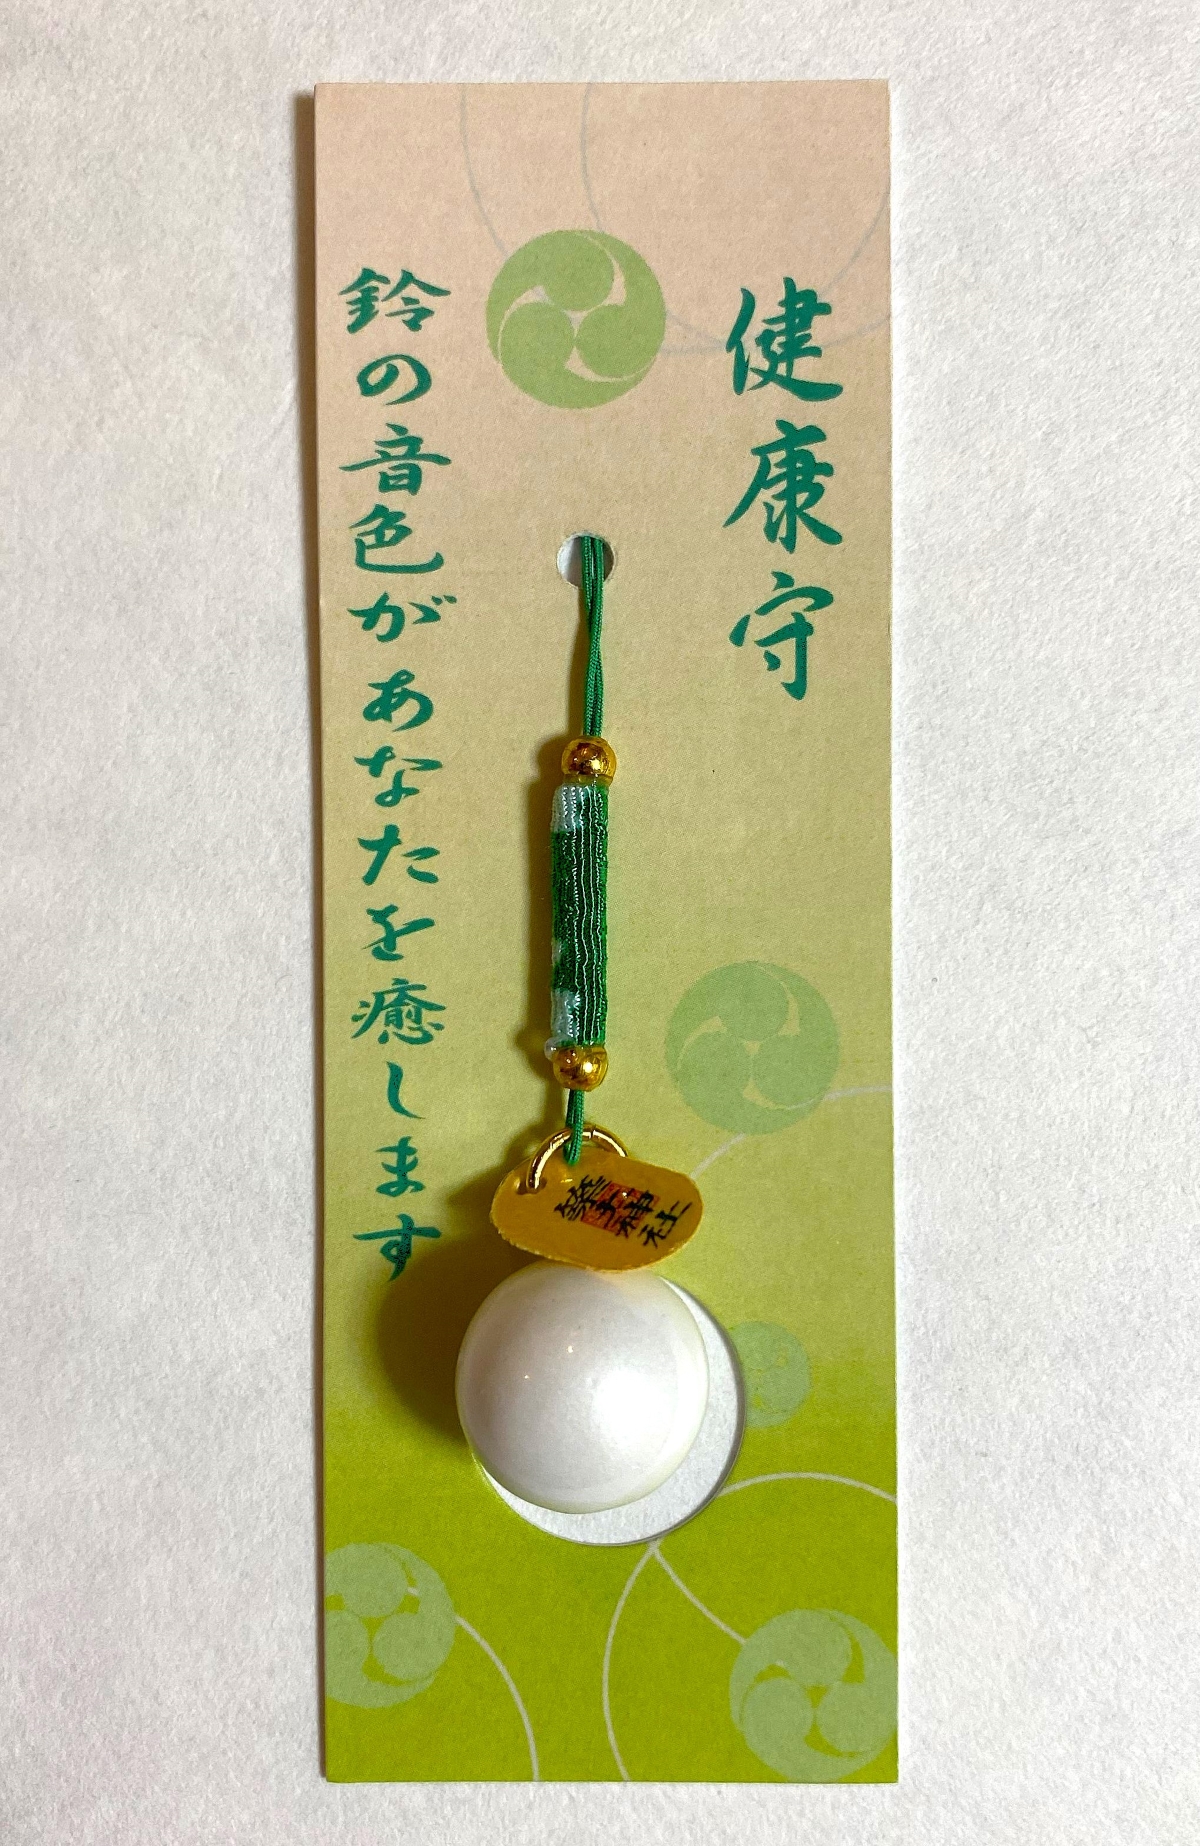 健康守
鈴の音色があなたを癒します
神社